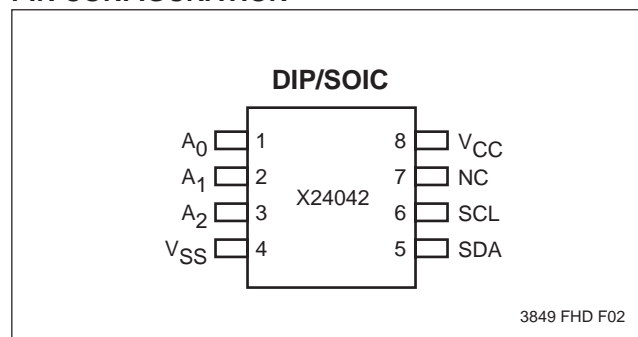 DIP/SOIC
A0 1 8 VCC
A1 2 7 NC
X24042
A2 3 6 SCL
VSS 4 5 SDA
3849 FHD F02